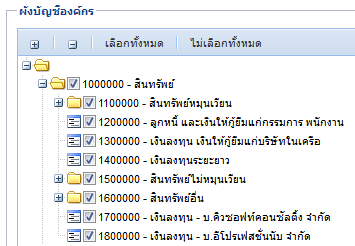 ผังบัญชีองค์กร
เลือกทั้งหมด ไม่เลือกทั้งหมด
1000000 - สินทรัพย์
1100000 - สินทรัพย์หมุนเวียน
1200000 - ลูกหนี้ และเงินให้กู้ยืมแก่กรรมการ พนักงาน
1300000 - เงินลงทุน เงินให้กู้ยืมแก่บริษัทในเครือ
1400000 - เงินลงทุนระยะยาว
1500000 - สินทรัพย์ไม่หมุนเวียน
1600000 - สินทรัพย์อื่น
1700000 - เงินลงทุน - บ.คิวซอฟท์คอนซัลติ้ง จำกัด
1800000 - เงินลงทุน - บ.อีโปรเฟสชั่นนับ จำกัด